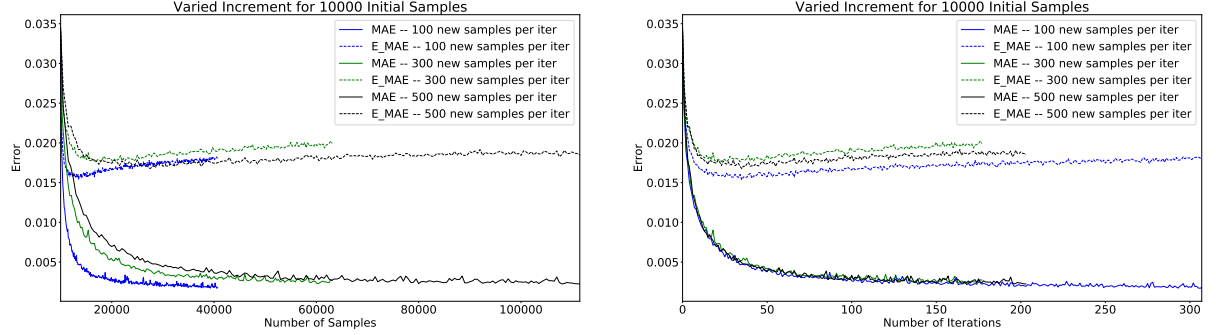 Varied Increment for 10000 Initial Samples
0.035
0.030
0.025
0.020
0.015
0.010
0.005
Error
MAE -- 100 new samples per iter
E_MAE -- 100 new samples per iter
MAE -- 300 new samples per iter
E_MAE -- 300 new samples per iter
MAE -- 500 new samples per iter
E_MAE -- 500 new samples per iter
20000 40000 60000 80000 100000
Number of Samples
Varied Increment for 10000 Initial Samples
0.035
0.030
0.025
0.020
0.015
0.010
0.005
Error
MAE -- 100 new samples per iter
E_MAE -- 100 new samples per iter
MAE -- 300 new samples per iter
E_MAE -- 300 new samples per iter
MAE -- 500 new samples per iter
E_MAE -- 500 new samples per iter
0 50 100 150 200 250 300
Number of Iterations